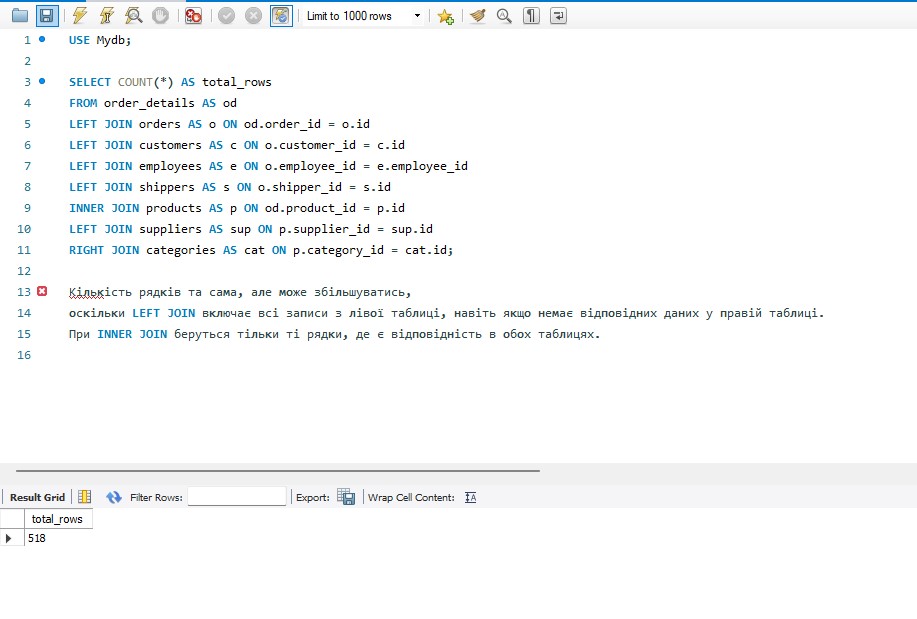 Limit to 1000 rows
1 USE Mydb;
2
3 SELECT COUNT(*) AS total_rows
4 FROM order_details AS od
5 LEFT JOIN orders AS o ON od.order_id = o.id
6 LEFT JOIN customers AS c ON o.customer_id = c.id
7 LEFT JOIN employees AS e ON o.employee_id = e.employee_id
8 LEFT JOIN shippers AS s ON o.shipper_id = s.id
9 INNER JOIN products AS p ON od.product_id = p.id
10 LEFT JOIN suppliers AS sup ON p.supplier_id = sup.id
11 RIGHT JOIN categories AS cat ON p.category_id = cat.id;
12
13 Кількість рядків та сама, але може збільшуватись,
14 оскільки LEFT JOIN включає всі записи з лівої таблиці, навіть якщо немає відповідних даних у правій таблиці.
15 При INNER JOIN беруться тільки ті рядки, де є відповідність в обох таблицях.
16
Result Grid Filter Rows: Export: Wrap Cell Content:
total_rows
518